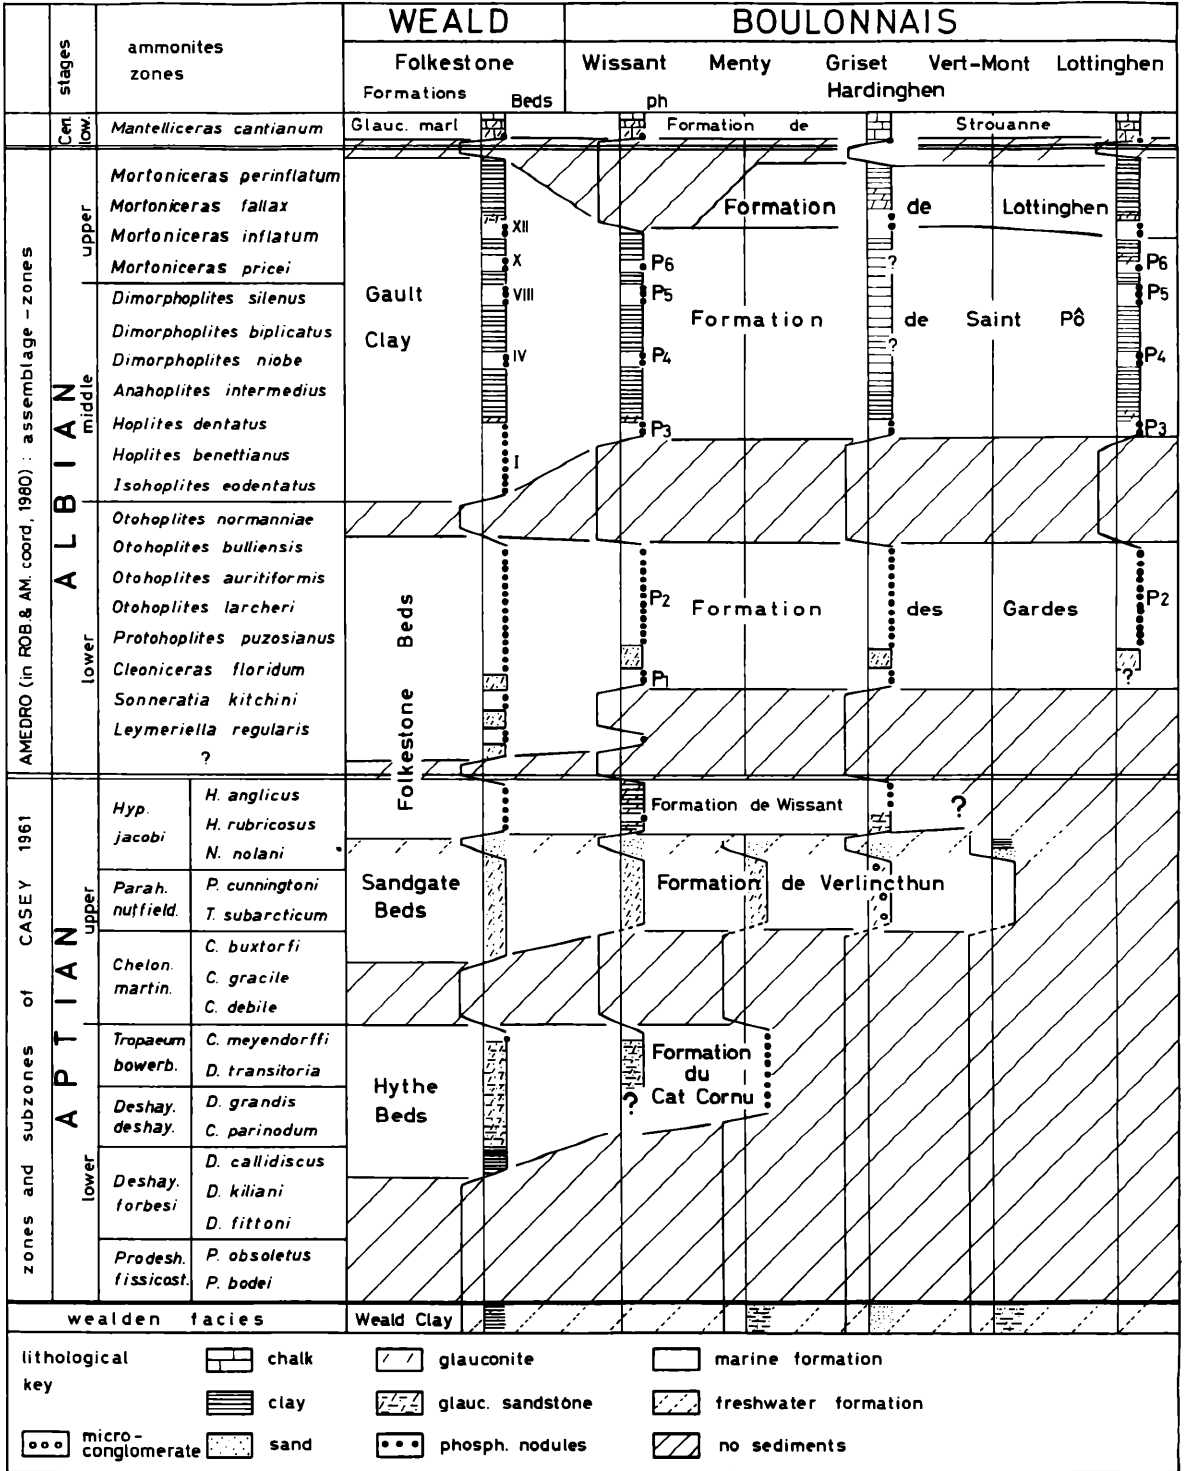 WEALD BOULONNAIS
stages
ammonites
zones
Folkestone
Formations Beds
Wissant Menty Griset Vert-Mont Lottinghen
Hardinghen
ph
Cen. low. Mantelliceras cantianum Glauc. marl Formation de Strouanne
AMEDRO (in ROB.& AM. coord, 1980) : assemblage-zones
ALBIAN
upper
Mortoniceras perinflatum
Mortoniceras fallax Formation de Lottinghen
XII
Mortoniceras inflatum
Mortoniceras pricei X P6 ? P6
middle
Dimorphoplites silenus Gault VIII P5 P5
Formation de Saint Pô
Dimorphoplites biplicatus Clay
?
Dimorphoplites niobe IV P4 P4
Anahoplites intermedius
Hoplites dentatus P3 P3
Hoplites benettianus I
Isohoplites eodentatus
lower
Otohoplites normanniae
Otohoplites bulliensis
Otohoplites auritiformis
Otohoplites larcheri P2 Formation des Gardes P2
Protohoplites puzosianus
Cleoniceras floridum P1 ?
Sonneratia kitchini
Leymeriella regularis
?
Folkestone Beds
zones and subzones of CASEY 1961
APTIAN
upper
Hyp.
jacobi
H. anglicus
Formation de Wissant ?
H. rubricosus
N. nolani
Parah.
nutfield.
P. cunningtoni
T. subarcticum
Sandgate
Beds
Formation de Verlincthun
Chelon.
martin.
C. buxtorfi
C. gracile
C. debile
lower
Tropaeum
bowerb.
C. meyendorffi
D. transitoria
Hythe
Beds
Formation
du
Cat Cornu
?
Deshay.
deshay.
D. grandis
C. parinodum
Deshay.
forbesi
D. callidiscus
D. kiliani
D. fittoni
Prodesh.
fissicost.
P. obsoletus
P. bodei
wealden facies Weald Clay
lithological
key
chalk glauconite marine formation
clay glauc. sandstone freshwater formation
micro-
conglomerate sand phosph. nodules no sediments